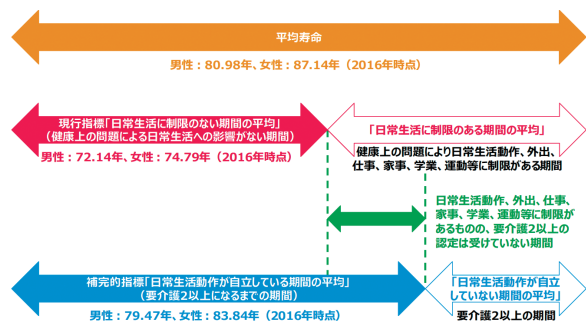 平均寿命
男性：80.98年、女性：87.14年（2016年時点）
現行指標「日常生活に制限のない期間の平均」
（健康上の問題による日常生活への影響がない期間）
男性：72.14年、女性：74.79年（2016年時点）
「日常生活に制限のある期間の平均」
健康上の問題により日常生活動作、外出、
仕事、家事、学業、運動等に制限がある期間
日常生活動作、外出、仕事、
家事、学業、運動等に制限が
あるものの、要介護2以上の
認定は受けていない期間
補完的指標「日常生活動作が自立している期間の平均」
（要介護2以上になるまでの期間）
男性：79.47年、女性：83.84年（2016年時点）
「日常生活動作が自立
していない期間の平均」
要介護2以上の期間